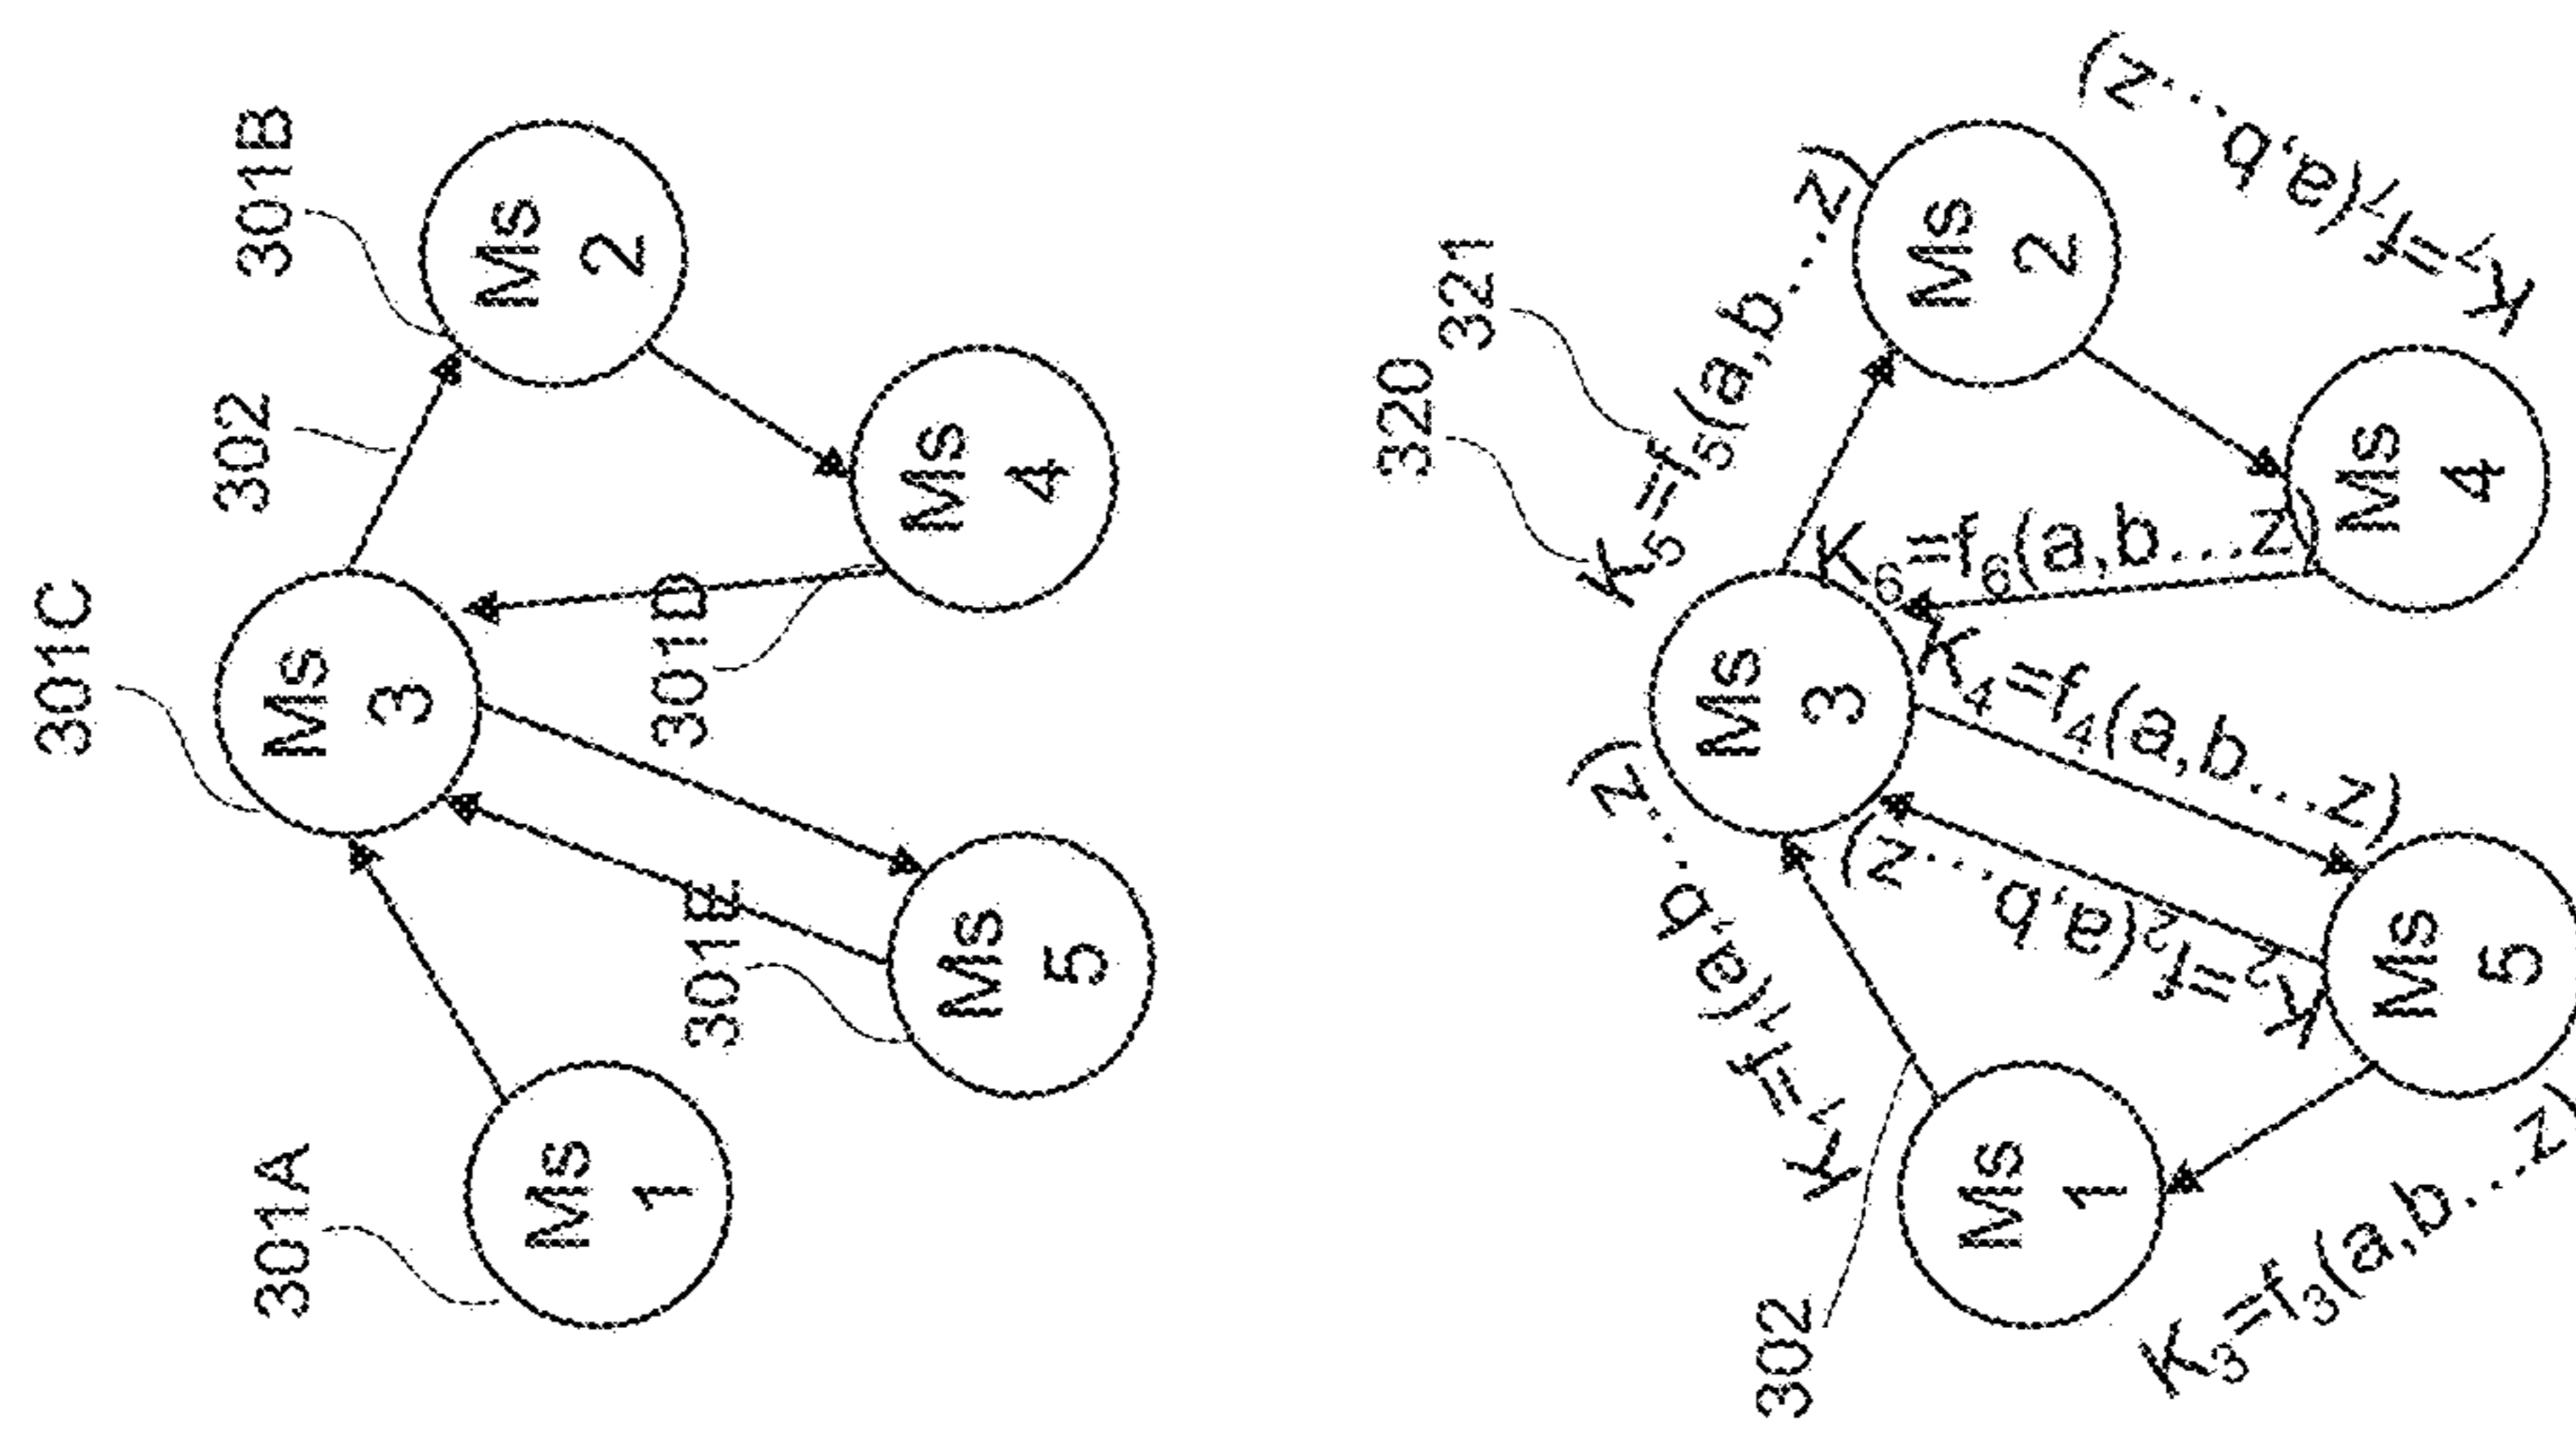 301C
302
301B
301A
Ms
3
Ms
2
Ms
1
301D
301E
Ms
4
Ms
5
320
321
K₅=f₅(a,b...z)
K₁=f₁(a,b...z)
Ms
3
302
K₆=f₆(a,b...z)
K₄=f₄(a,b...z)
K₂=f₂(a,b...z)
Ms
2
Ms
1
K₇=f₇(a,b...z)
K₃=f₃(a,b...z)
Ms
4
Ms
5